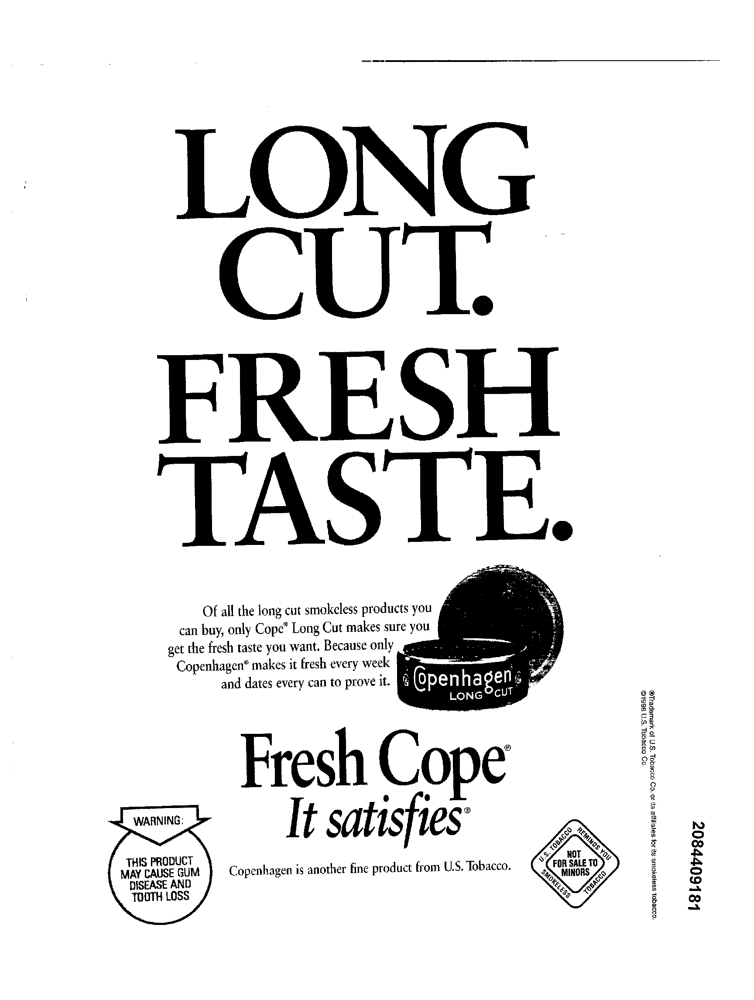 LONG
CUT.
FRESH
TASTE.
Of all the long cut smokeless products you
can buy, only Cope® Long Cut makes sure you
get the fresh taste you want. Because only
Copenhagen® makes it fresh every week
and dates every can to prove it.
Copenhagen
LONG CUT
Fresh Cope®
It satisfies®
Copenhagen is another fine product from U.S. Tobacco.
WARNING:
THIS PRODUCT
MAY CAUSE GUM
DISEASE AND
TOOTH LOSS
U.S. TOBACCO REMINDS YOU
NOT
FOR SALE TO
MINORS
SMOKELESS TOBACCO
®Trademark of U.S. Tobacco Co. or its affiliates for its smokeless tobacco.
©1998 U.S. Tobacco Co.
2084409181